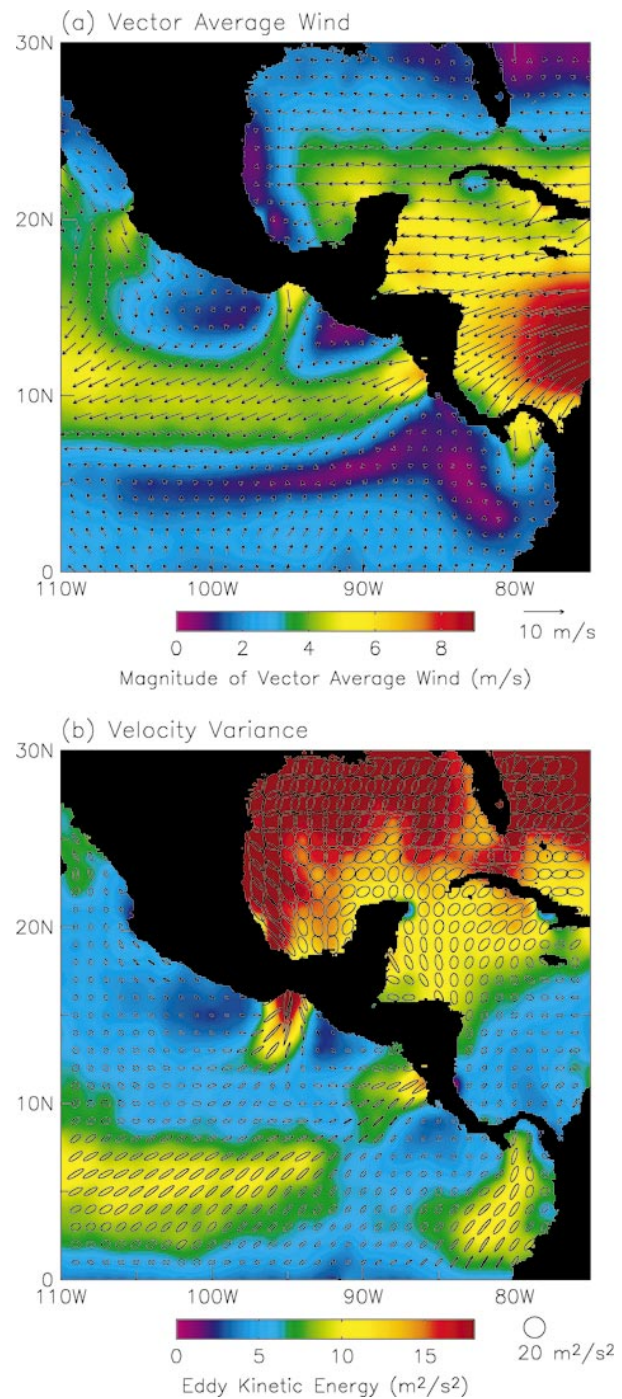 (a) Vector Average Wind
30N
20N
10N
0
110W 100W 90W 80W
0 2 4 6 8
10 m/s
Magnitude of Vector Average Wind (m/s)
(b) Velocity Variance
30N
20N
10N
0
110W 100W 90W 80W
0 5 10 15
20 m²/s²
Eddy Kinetic Energy (m²/s²)